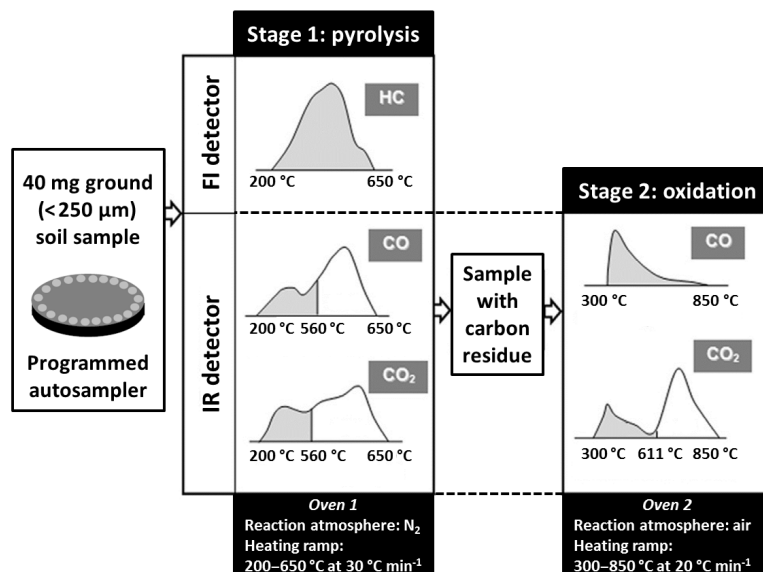 Stage 1: pyrolysis
FI detector
HC
200 °C 650 °C
40 mg ground
(<250 µm)
soil sample
Programmed
autosampler
IR detector
CO
200 °C 560 °C 650 °C
CO₂
200 °C 560 °C 650 °C
Oven 1
Reaction atmosphere: N₂
Heating ramp:
200–650 °C at 30 °C min⁻¹
Sample
with
carbon
residue
Stage 2: oxidation
CO
300 °C 850 °C
CO₂
300 °C 611 °C 850 °C
Oven 2
Reaction atmosphere: air
Heating ramp:
300–850 °C at 20 °C min⁻¹